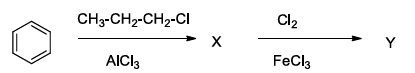 CH₃-CH₂-CH₂-Cl
AlCl₃
X
Cl₂
FeCl₃
Y